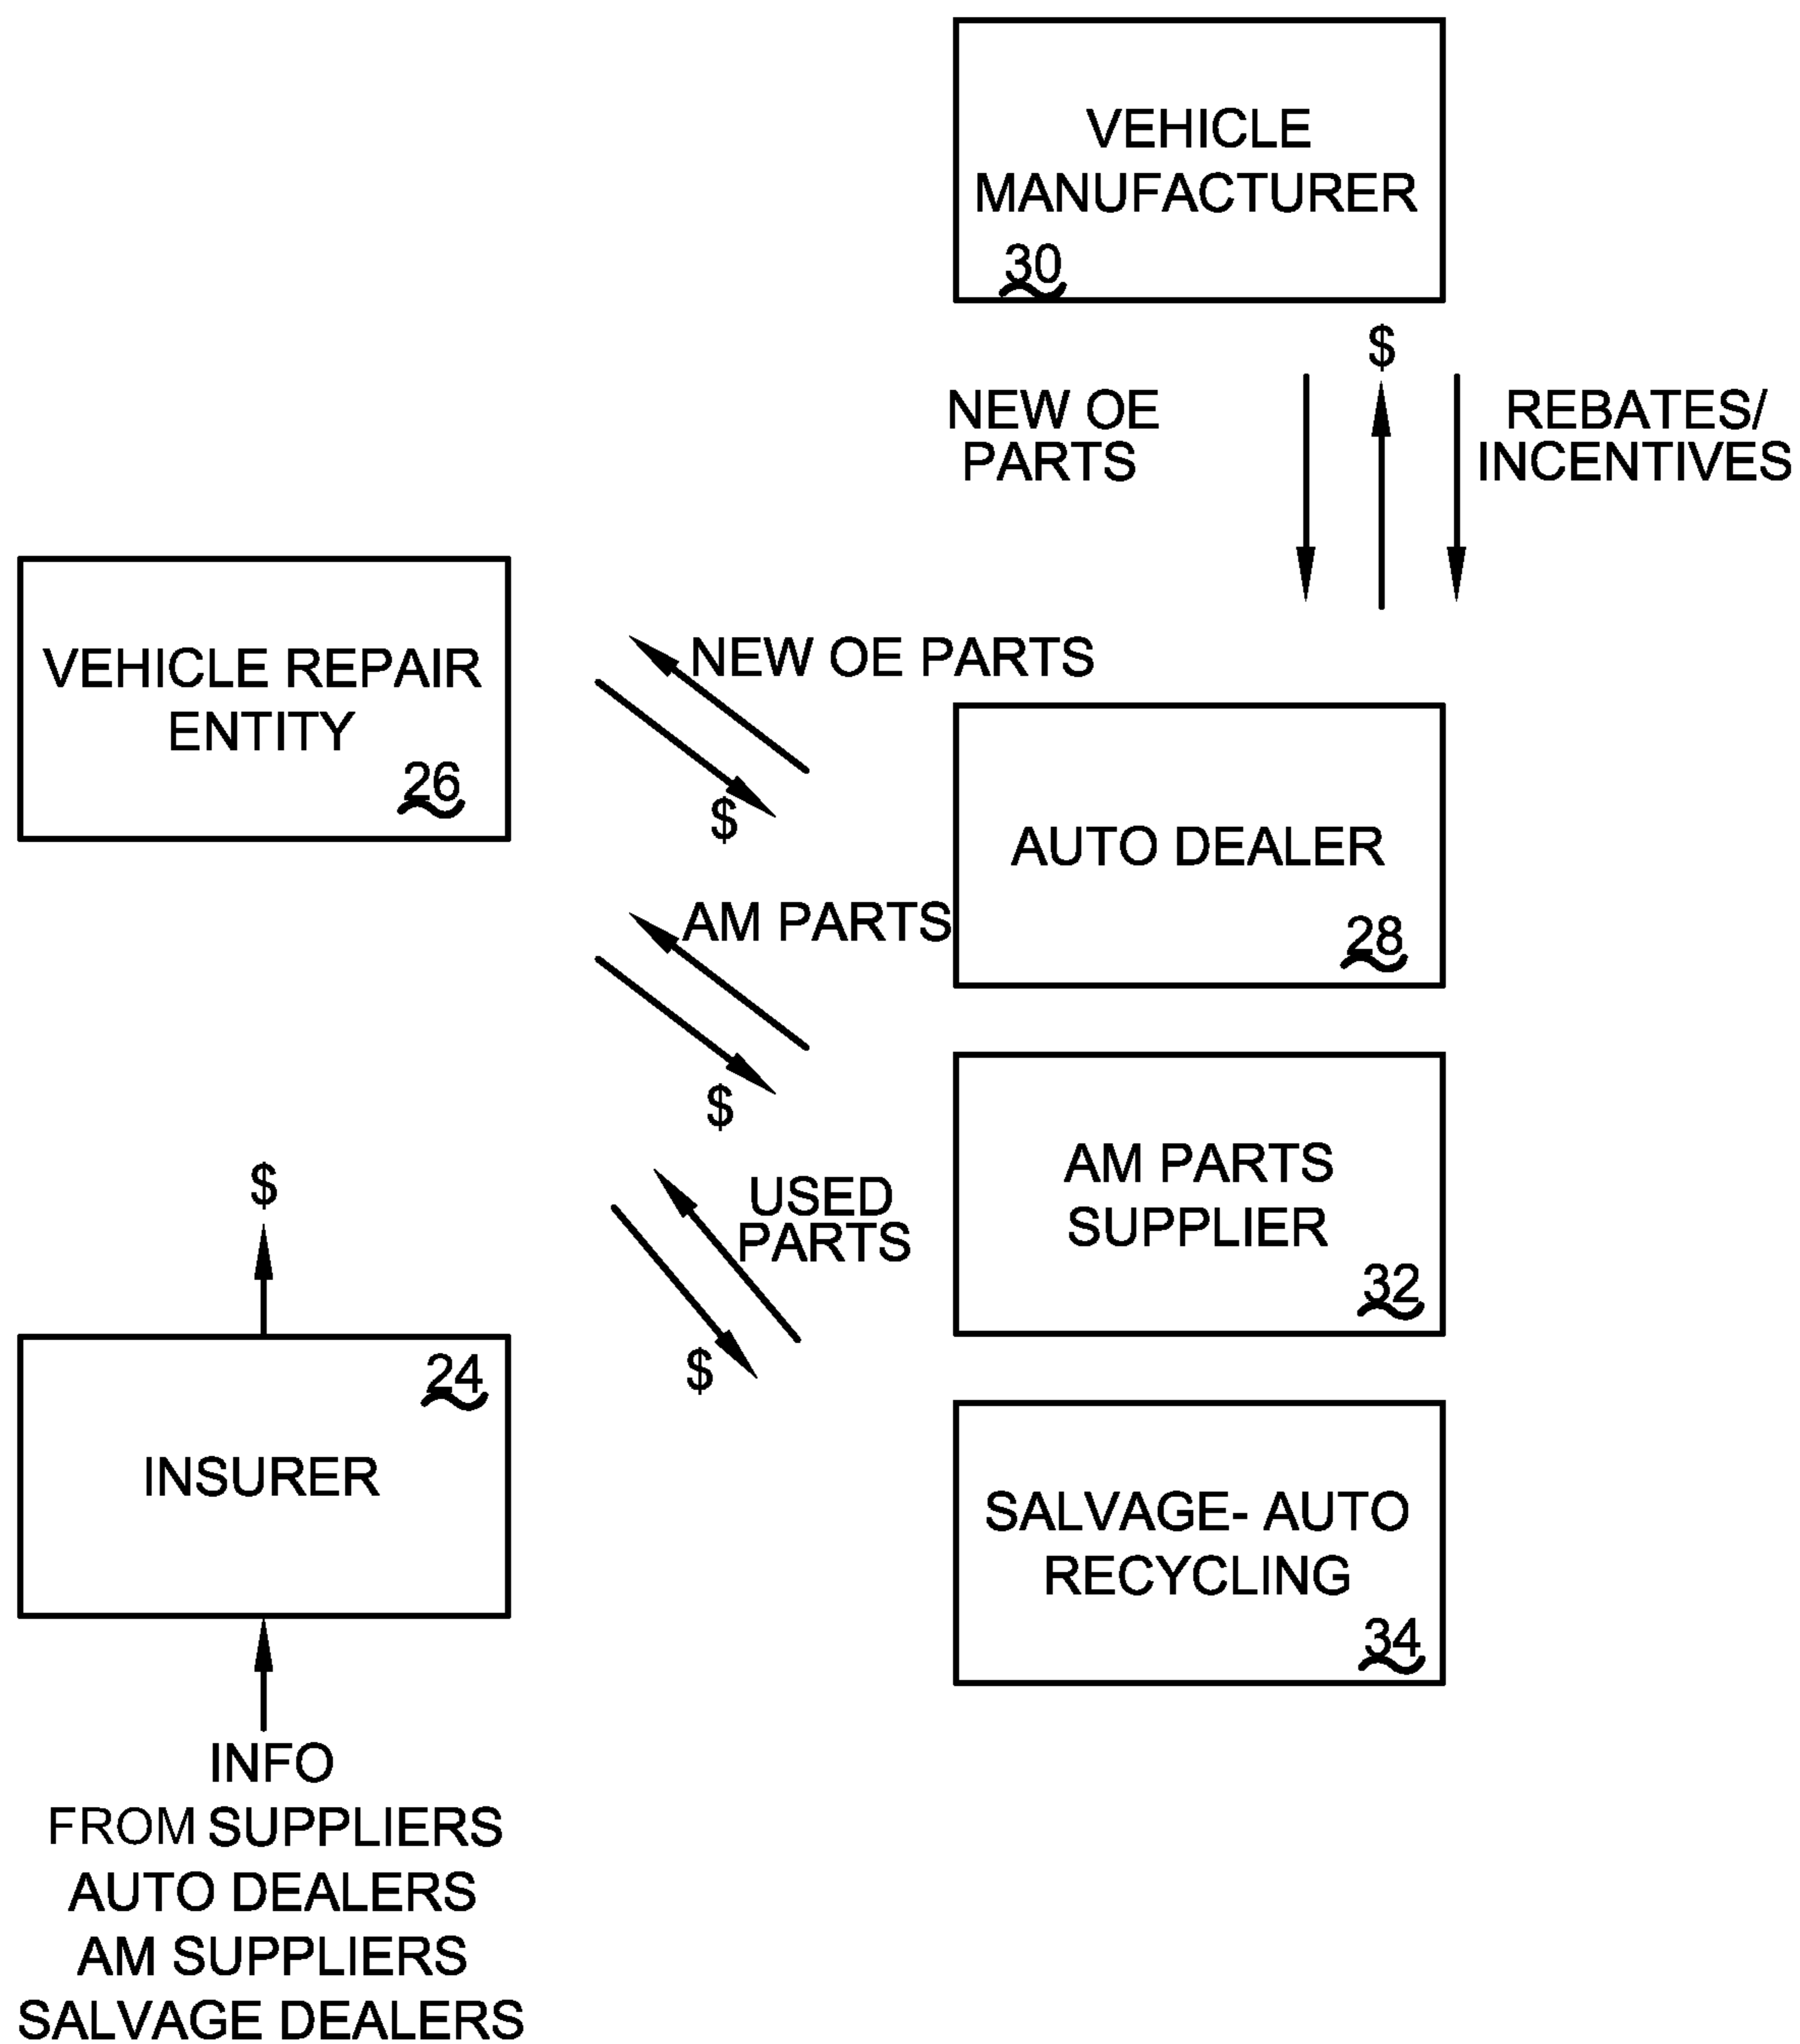 VEHICLE
MANUFACTURER
30
$
NEW OE
PARTS
REBATES/
INCENTIVES
VEHICLE REPAIR
ENTITY
26
NEW OE PARTS
$
AUTO DEALER
28
AM PARTS
$
AM PARTS
SUPPLIER
32
USED
PARTS
$
$
24
INSURER
SALVAGE- AUTO
RECYCLING
34
INFO
FROM SUPPLIERS
AUTO DEALERS
AM SUPPLIERS
SALVAGE DEALERS